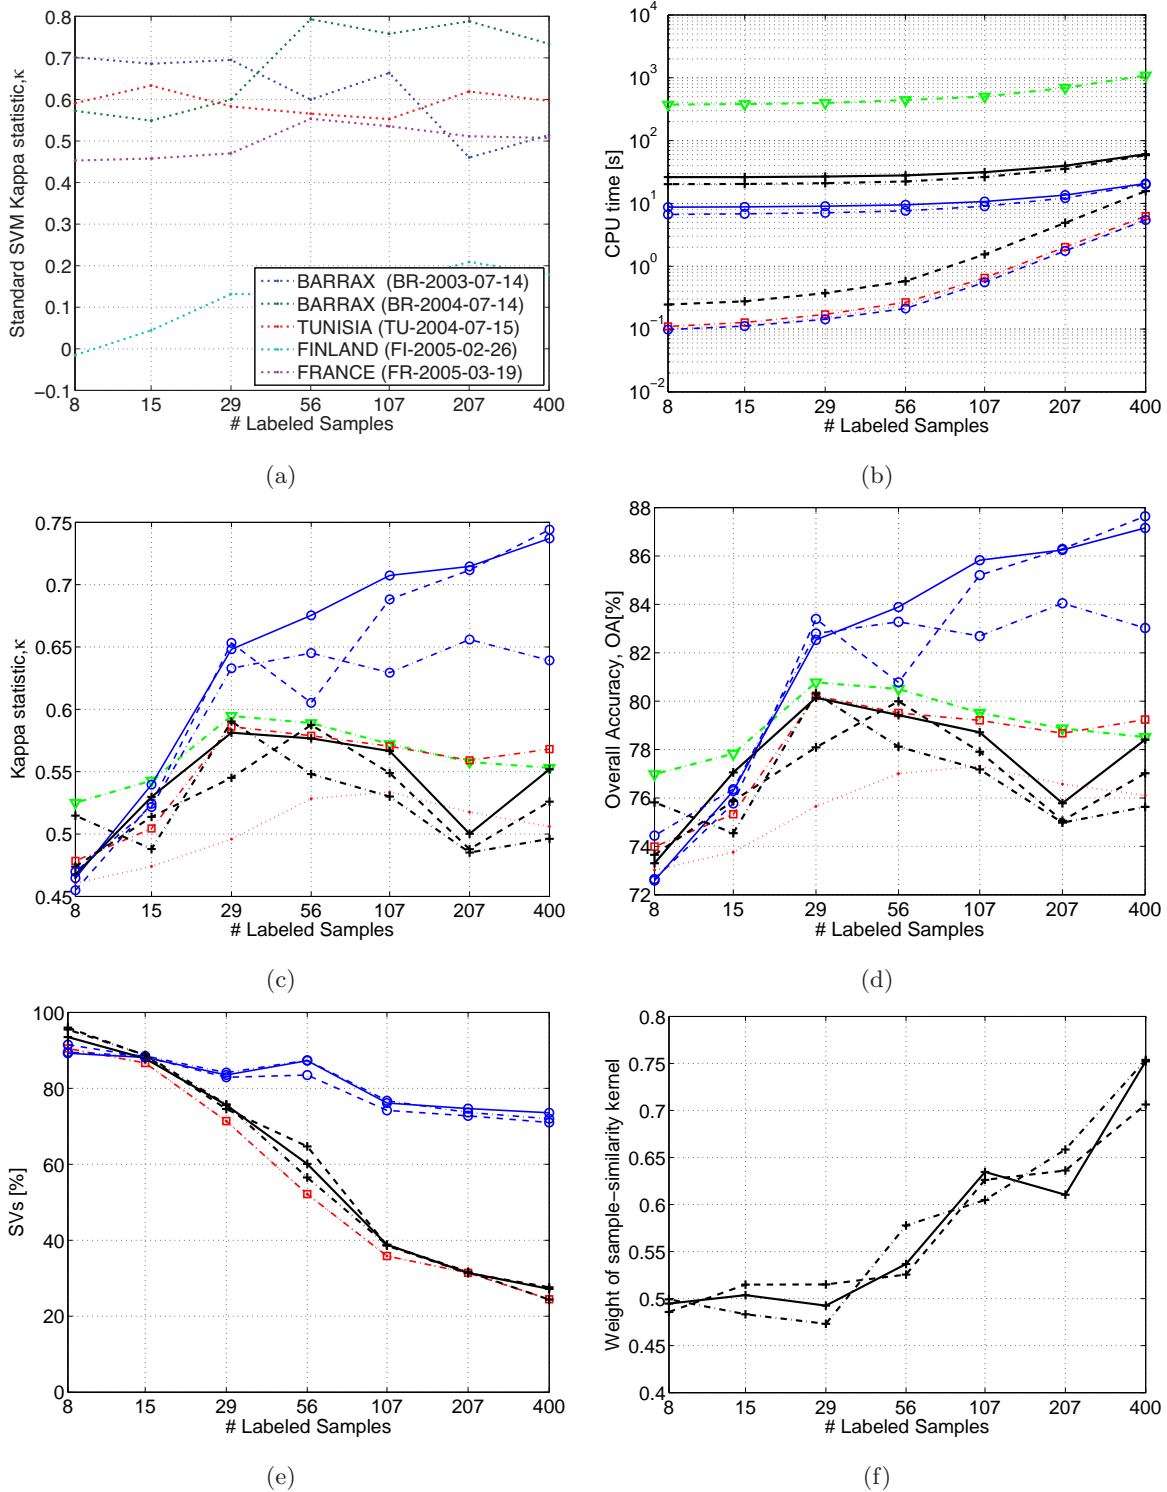 0.8
0.7
0.6
0.5
0.4
0.3
0.2
0.1
0
−0.1
Standard SVM Kappa statistic,κ
BARRAX (BR-2003-07-14)
BARRAX (BR-2004-07-14)
TUNISIA (TU-2004-07-15)
FINLAND (FI-2005-02-26)
FRANCE (FR-2005-03-19)
8 15 29 56 107 207 400
# Labeled Samples
(a)
10^4
10^3
10^2
10^1
10^0
10^-1
10^-2
CPU time [s]
8 15 29 56 107 207 400
# Labeled Samples
(b)
0.75
0.7
0.65
0.6
0.55
0.5
0.45
Kappa statistic,κ
8 15 29 56 107 207 400
# Labeled Samples
(c)
88
86
84
82
80
78
76
74
72
Overall Accuracy, OA[%]
8 15 29 56 107 207 400
# Labeled Samples
(d)
100
80
60
40
20
0
SVs [%]
8 15 29 56 107 207 400
# Labeled Samples
(e)
0.8
0.75
0.7
0.65
0.6
0.55
0.5
0.45
0.4
Weight of sample−similarity kernel
8 15 29 56 107 207 400
# Labeled Samples
(f)